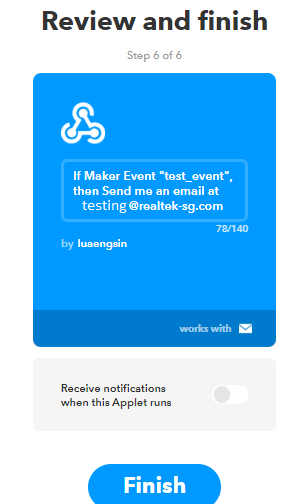 Review and finish
Step 6 of 6
If Maker Event "test_event",
then Send me an email at
testing@realtek-sg.com
78/140
by luaengsin
works with
Receive notifications
when this Applet runs
Finish